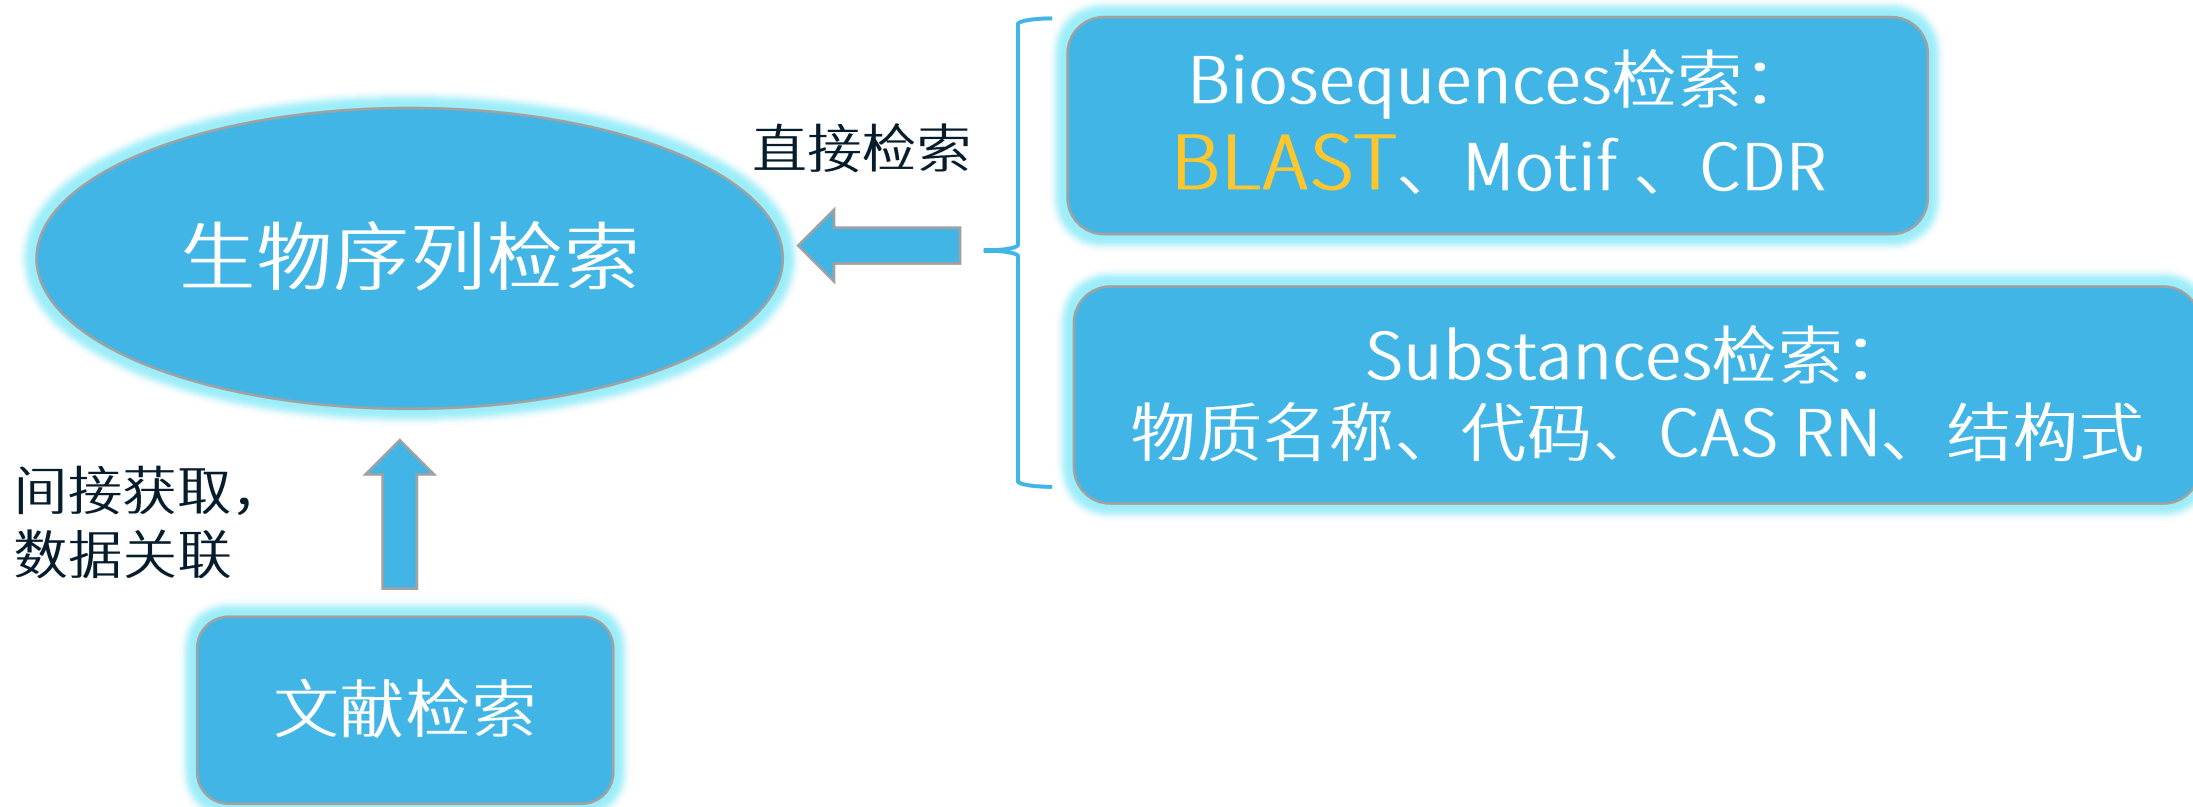 Biosequences检索：
BLAST、Motif 、CDR
直接检索
生物序列检索
Substances检索：
物质名称、代码、CAS RN、结构式
间接获取，
数据关联
文献检索